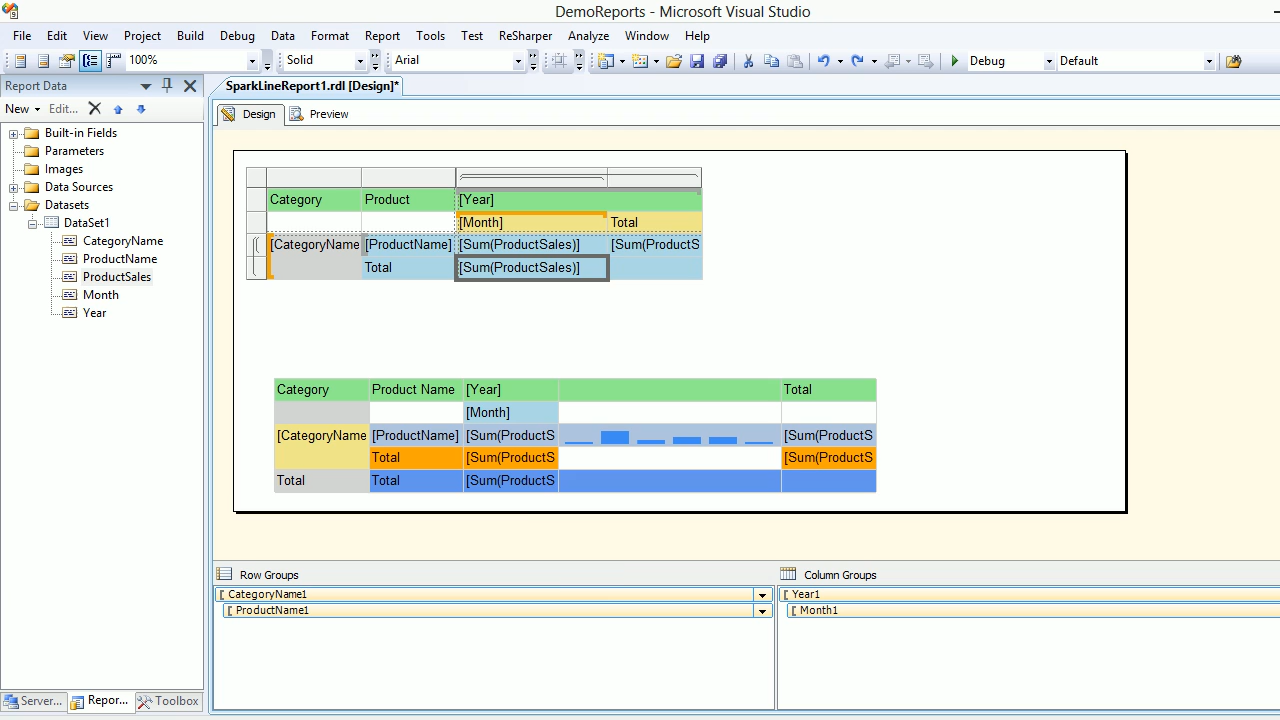 DemoReports - Microsoft Visual Studio
File Edit View Project Build Debug Data Format Report Tools Test ReSharper Analyze Window Help
100% Solid Arial Debug Default
Report Data
SparkLineReport1.rdl [Design]*
New Edit...
Design Preview
Built-in Fields
Parameters
Images
Data Sources
Datasets
DataSet1
CategoryName
ProductName
ProductSales
Month
Year
Category Product [Year]
[Month] Total
[CategoryName [ProductName] [Sum(ProductSales)] [Sum(ProductS
Total [Sum(ProductSales)]
Category Product Name [Year] Total
[Month]
[CategoryName [ProductName] [Sum(ProductS [Sum(ProductS
Total [Sum(ProductS [Sum(ProductS
Total Total [Sum(ProductS
Row Groups Column Groups
CategoryName1 Year1
ProductName1 Month1
Server... Repor... Toolbox